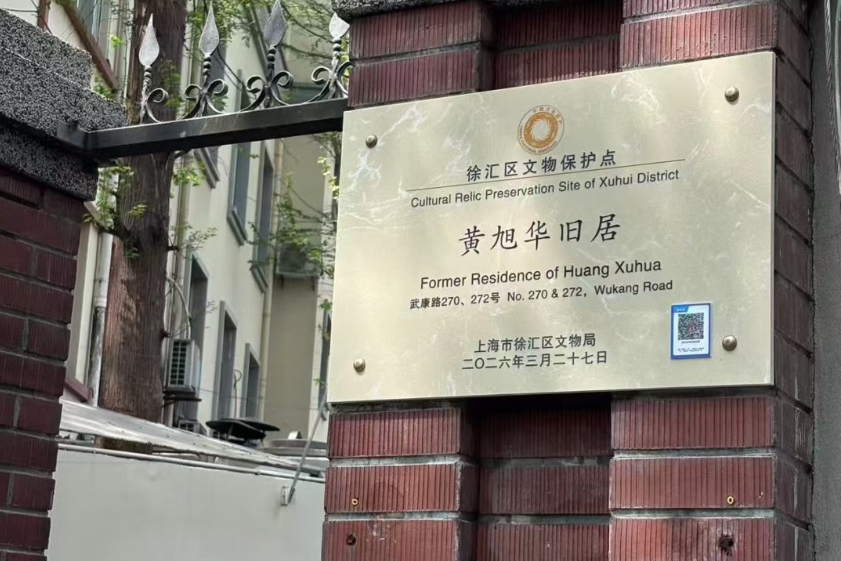 徐汇区文物保护点
Cultural Relic Preservation Site of Xuhui District
黄旭华旧居
Former Residence of Huang Xuhua
武康路270、272号 No. 270 & 272, Wukang Road
上海市徐汇区文物局
二〇二六年三月二十七日